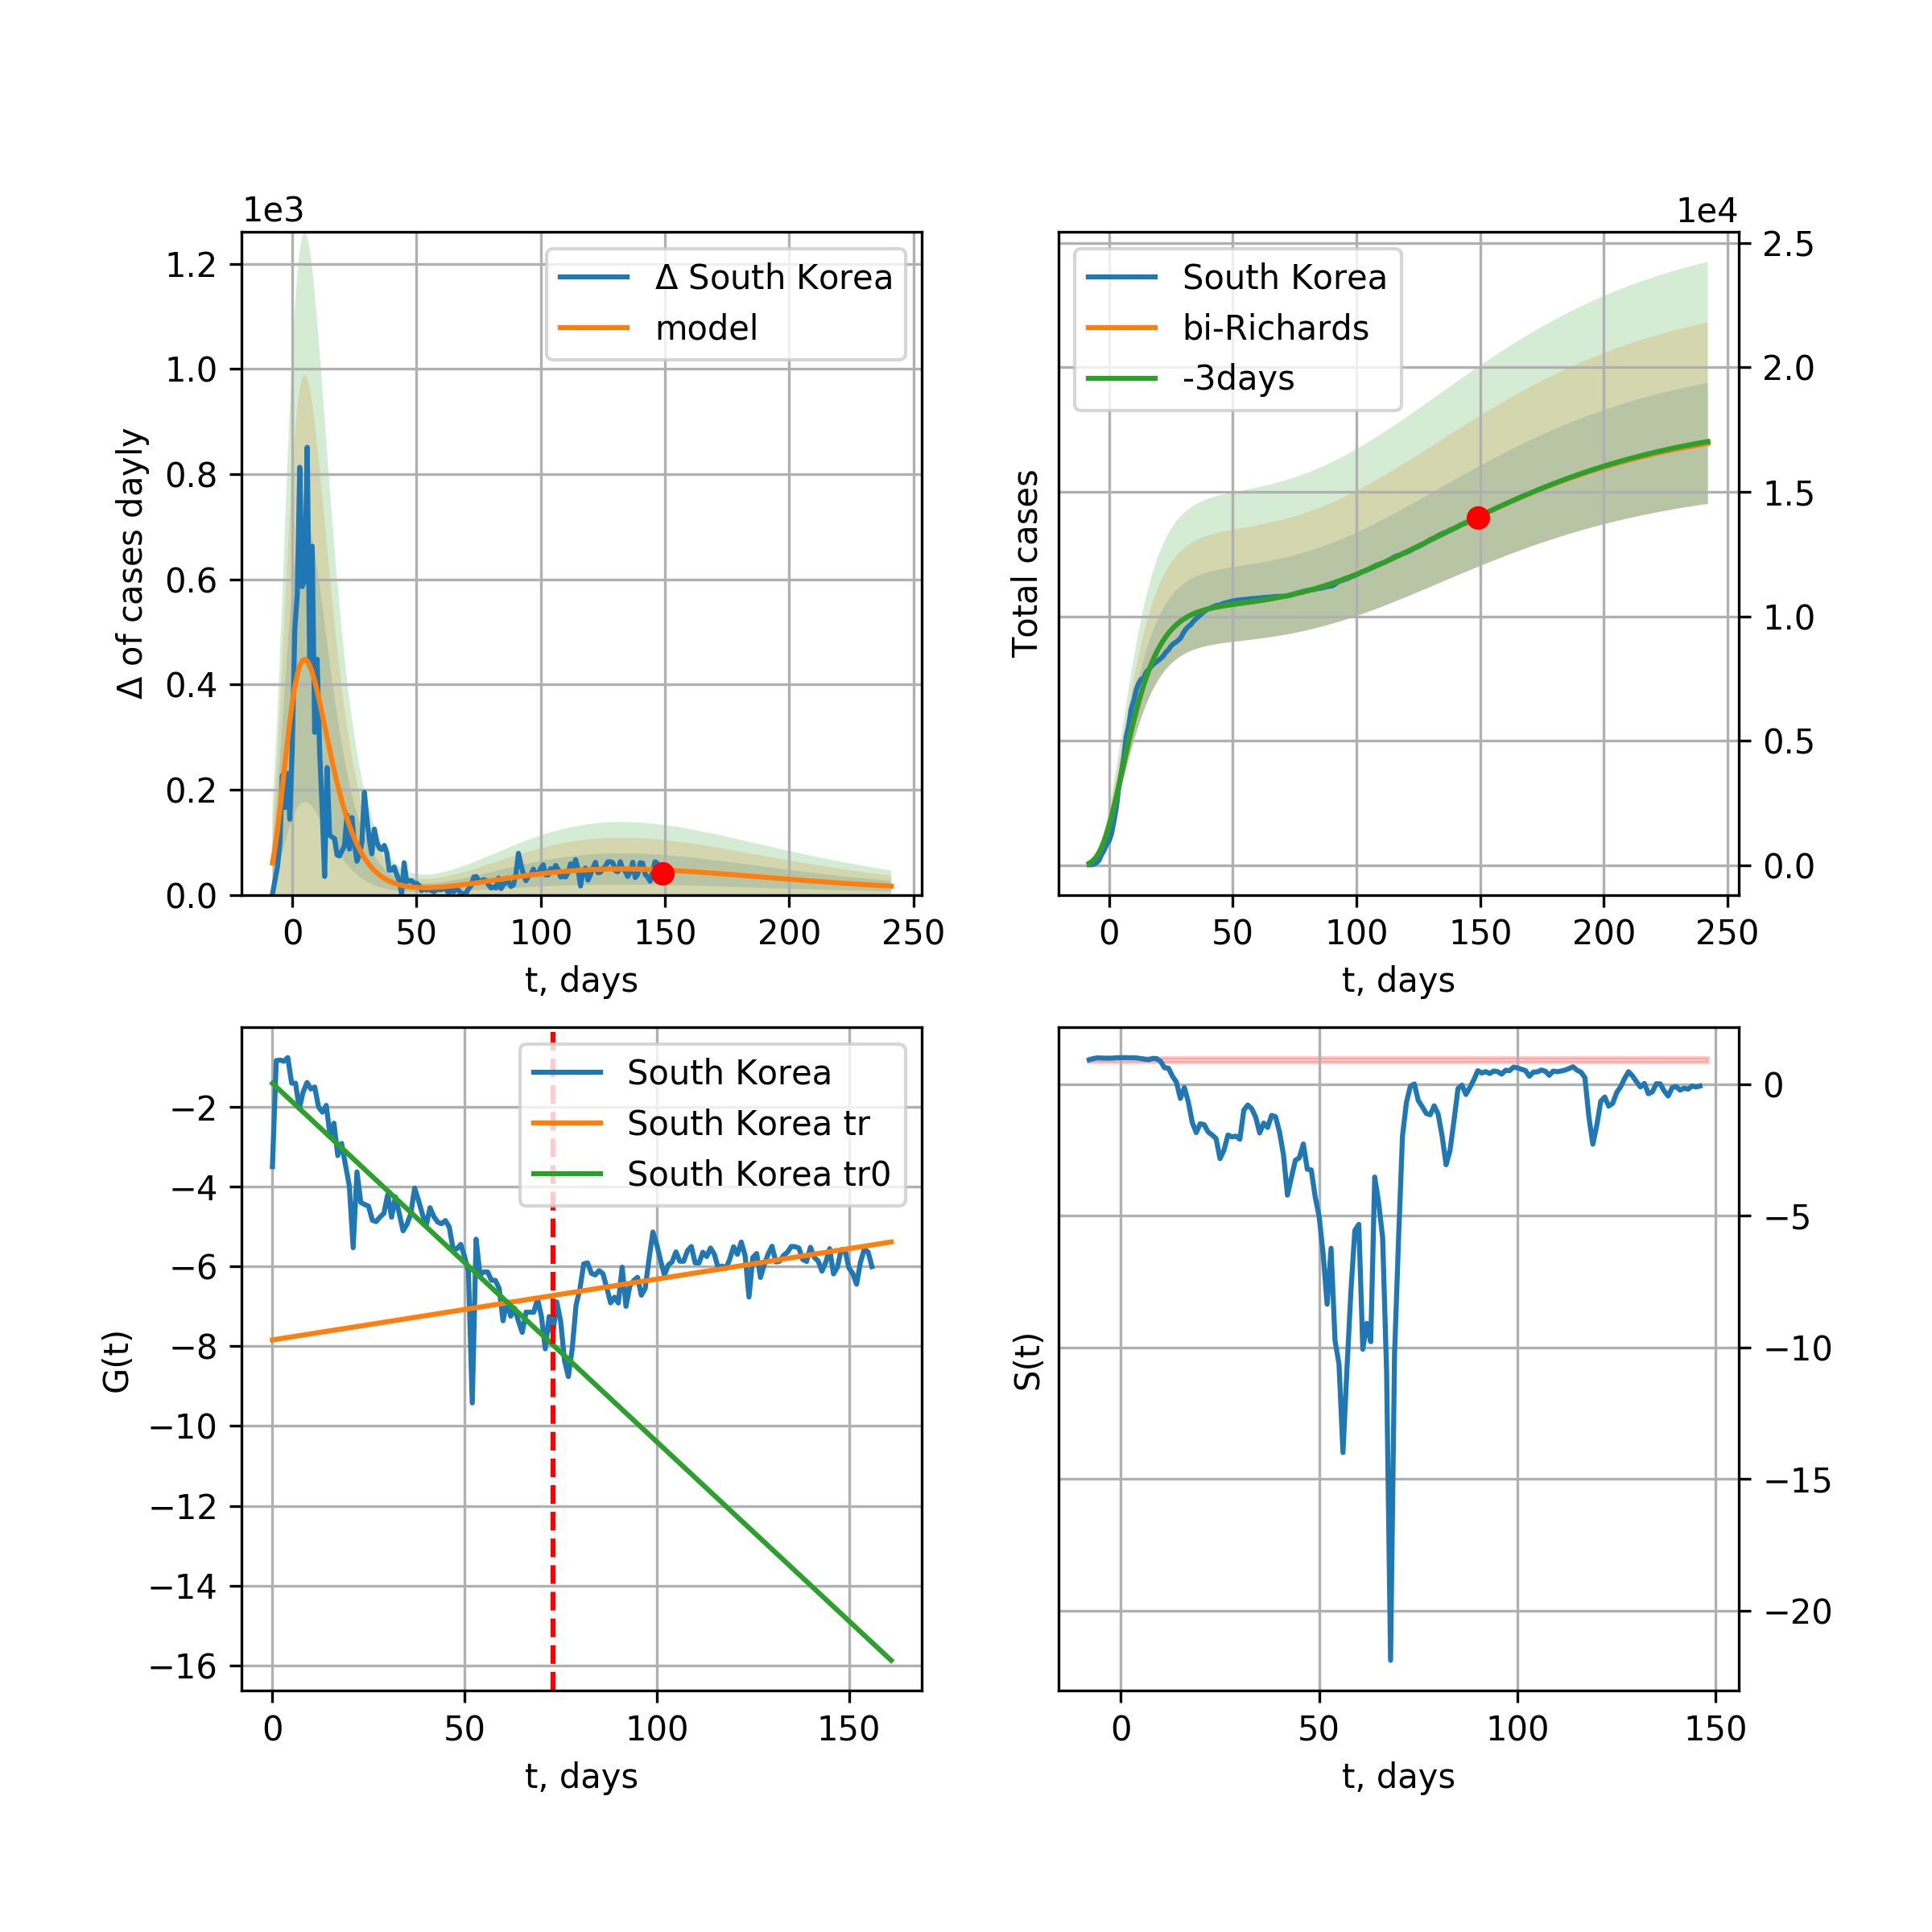 1e3
Δ of cases dayly
1.2
1.0
0.8
0.6
0.4
0.2
0.0
Δ South Korea
model
0 50 100 150 200 250
t, days
1e4
Total cases
South Korea
bi-Richards
-3days
2.5
2.0
1.5
1.0
0.5
0.0
0 50 100 150 200 250
t, days
G(t)
−2
−4
−6
−8
−10
−12
−14
−16
South Korea
South Korea tr
South Korea tr0
0 50 100 150
t, days
S(t)
0
−5
−10
−15
−20
0 50 100 150
t, days